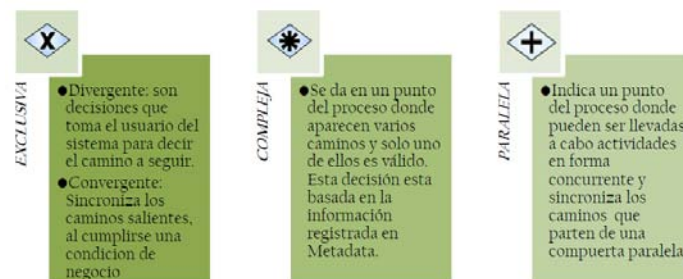 X
EXCLUSIVA
●Divergente: son
decisiones que
toma el usuario del
sistema para decir
el camino a seguir.
●Convergente:
Sincroniza los
caminos salientes,
al cumplirse una
condicion de
negocio
COMPLEJA
●Se da en un punto
del proceso donde
aparecen varios
caminos y solo uno
de ellos es válido.
Esta decisión esta
basada en la
información
registrada en
Metadata.
PARALELA
●Indica un punto
del proceso donde
pueden ser llevadas
a cabo actividades
en forma
concurrente y
sincroniza los
caminos que
parten de una
compuerta paralela